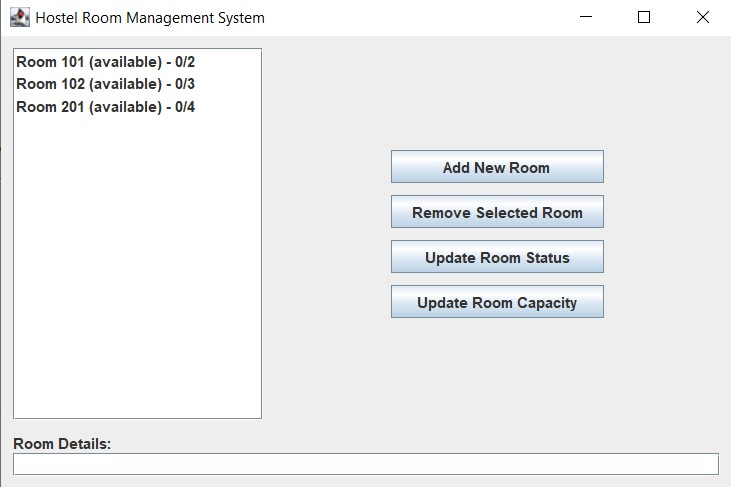 Hostel Room Management System
Room 101 (available) - 0/2
Room 102 (available) - 0/3
Room 201 (available) - 0/4
Add New Room
Remove Selected Room
Update Room Status
Update Room Capacity
Room Details: